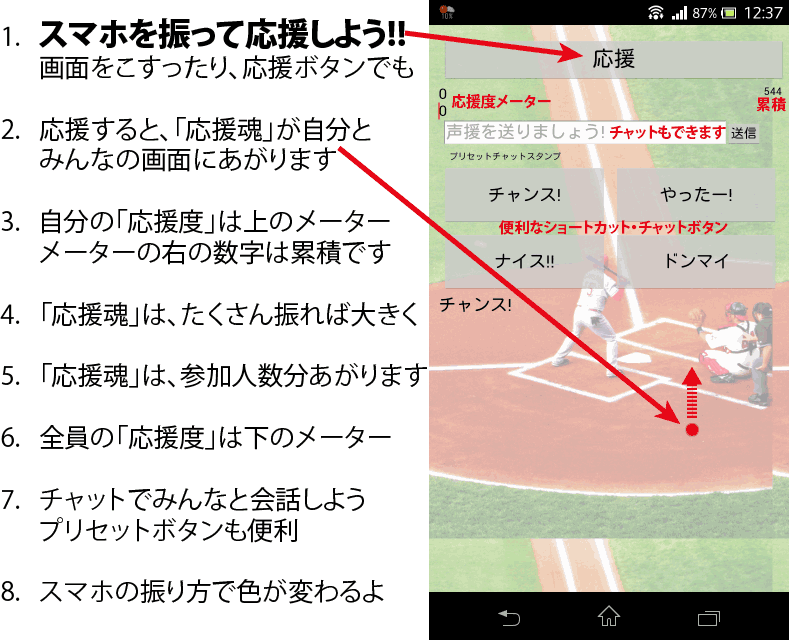 1. スマホを振って応援しよう!!
画面をこすったり、応援ボタンでも
2. 応援すると、「応援魂」が自分と
みんなの画面にあがります
3. 自分の「応援度」は上のメーター
メーターの右の数字は累積です
4. 「応援魂」は、たくさん振れば大きく
5. 「応援魂」は、参加人数分あがります
6. 全員の「応援度」は下のメーター
7. チャットでみんなと会話しよう
プリセットボタンも便利
8. スマホの振り方で色が変わるよ
10% 87% 12:37
応援
0 544
0 応援度メーター 累積
声援を送りましょう! チャットもできます 送信
プリセットチャットスタンプ
チャンス! やったー!
便利なショートカット・チャットボタン
ナイス!! ドンマイ
チャンス!